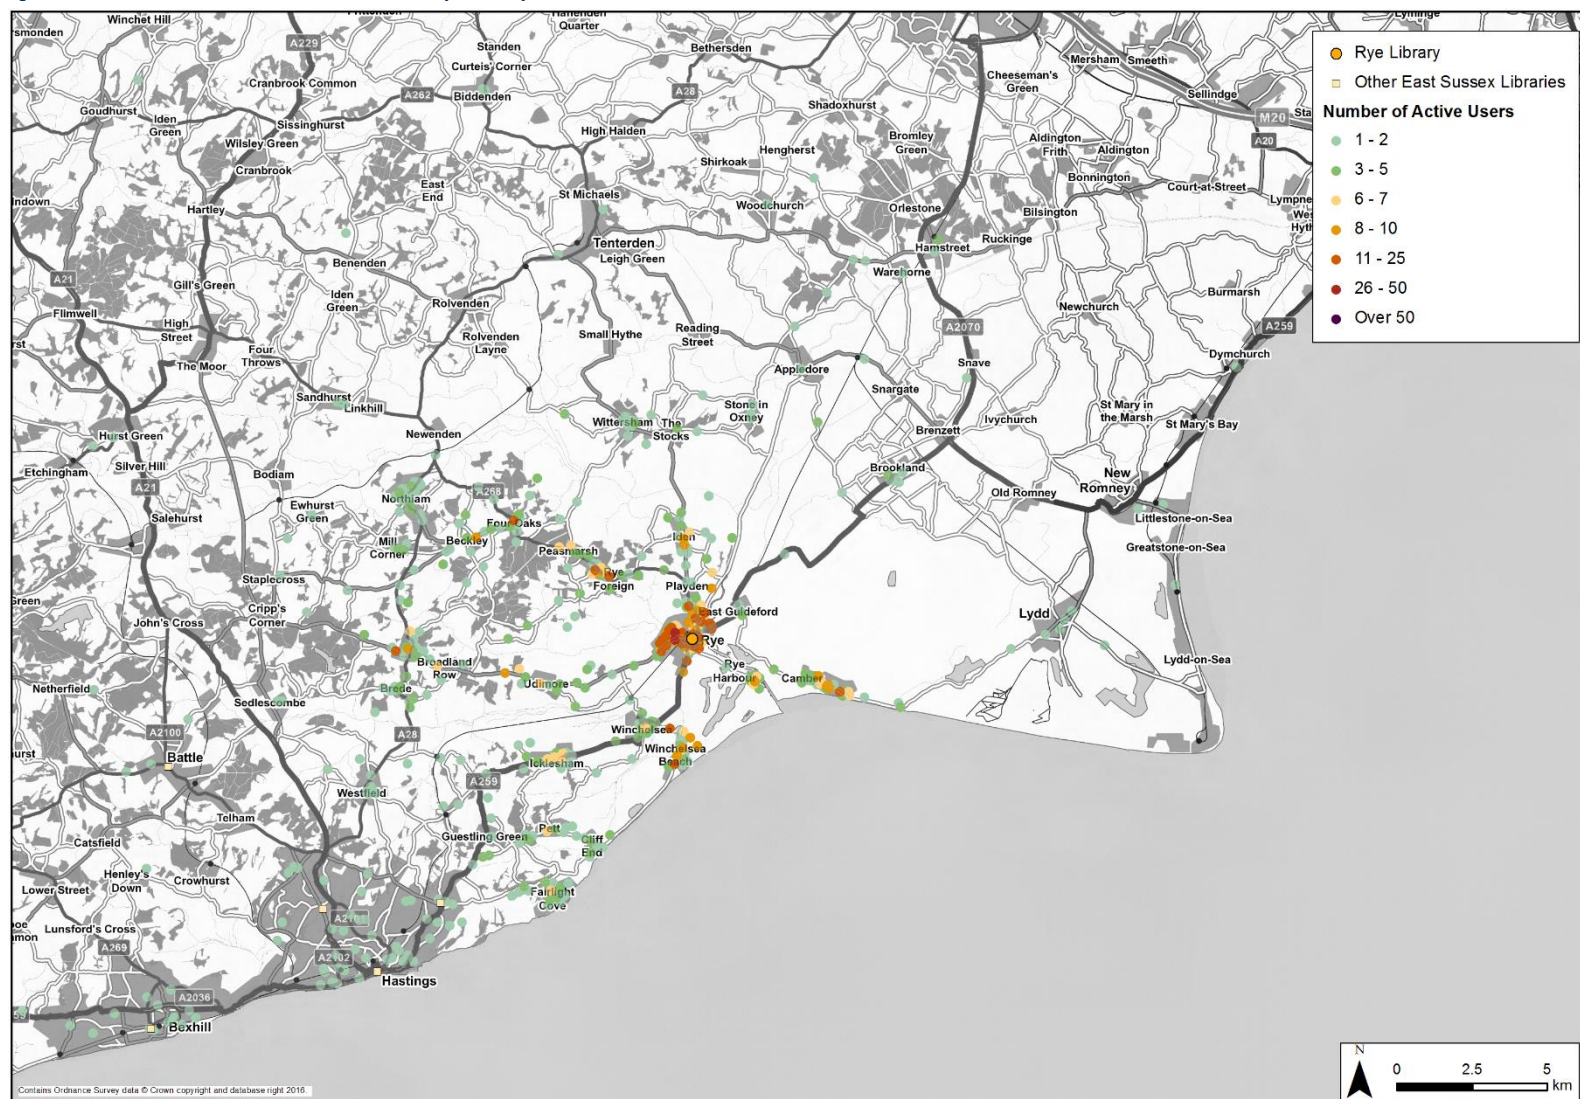 Winchet Hill
Quarter
Standen
Bethersden
Lyminge
A229
Curteis' Corner
Mersham
Smeeth
Cheeseman's
Green
Cranbrook Common
A262
Biddenden
A28
Shadoxhurst
Sellindge
Goudhurst
Iden
Green
Sissinghurst
High Halden
M20
Wilsley Green
Hengherst
Bromley
Green
Aldington
Frith
Aldington
A20
Cranbrook
Shirkoak
Bonnington
East
End
St Michaels
Court-at-Street
Hartley
Woodchurch
Orlestone
Bilsington
Tenterden
Hamstreet
Ruckinge
Leigh Green
Benenden
Warehorne
A21
Gill's Green
Iden
Green
Rolvenden
Newchurch
Burmarsh
Flimwell
High
Street
Small Hythe
Reading
Street
A2070
A259
Rolvenden
Layne
Four
Throws
Dymchurch
The Moor
Appledore
Snave
Snargate
Sandhurst
Linkhill
Stone in
Oxney
St Mary in
the Marsh
Wittersham
The
Stocks
Ivychurch
St Mary's Bay
Hurst Green
Newenden
Brenzett
Etchingham
Silver Hill
Bodiam
Brookland
New
Romney
A21
Northiam
A268
Old Romney
Salehurst
Ewhurst
Green
Four Oaks
Littlestone-on-Sea
Mill
Corner
Beckley
Peasmarsh
Iden
Greatstone-on-Sea
Staplecross
Rye
Foreign
Playden
Cripp's
Corner
East Guldeford
Lydd
John's Cross
Rye
Broadland
Row
Rye
Harbour
Lydd-on-Sea
Netherfield
Brede
Udimore
Camber
Sedlescombe
A2100
A28
Winchelsea
Battle
Winchelsea
Beach
Icklesham
A259
Westfield
Telham
Pett
Guestling Green
Cliff
End
Catsfield
Henley's
Down
Crowhurst
Lower Street
Fairlight
Cove
Lunsford's Cross
A2101
A269
A2102
Hastings
A2036
Bexhill
Rye Library
Other East Sussex Libraries
Number of Active Users
1 - 2
3 - 5
6 - 7
8 - 10
11 - 25
26 - 50
Over 50
N
0 2.5 5
km
Contains Ordnance Survey data © Crown copyright and database right 2016.